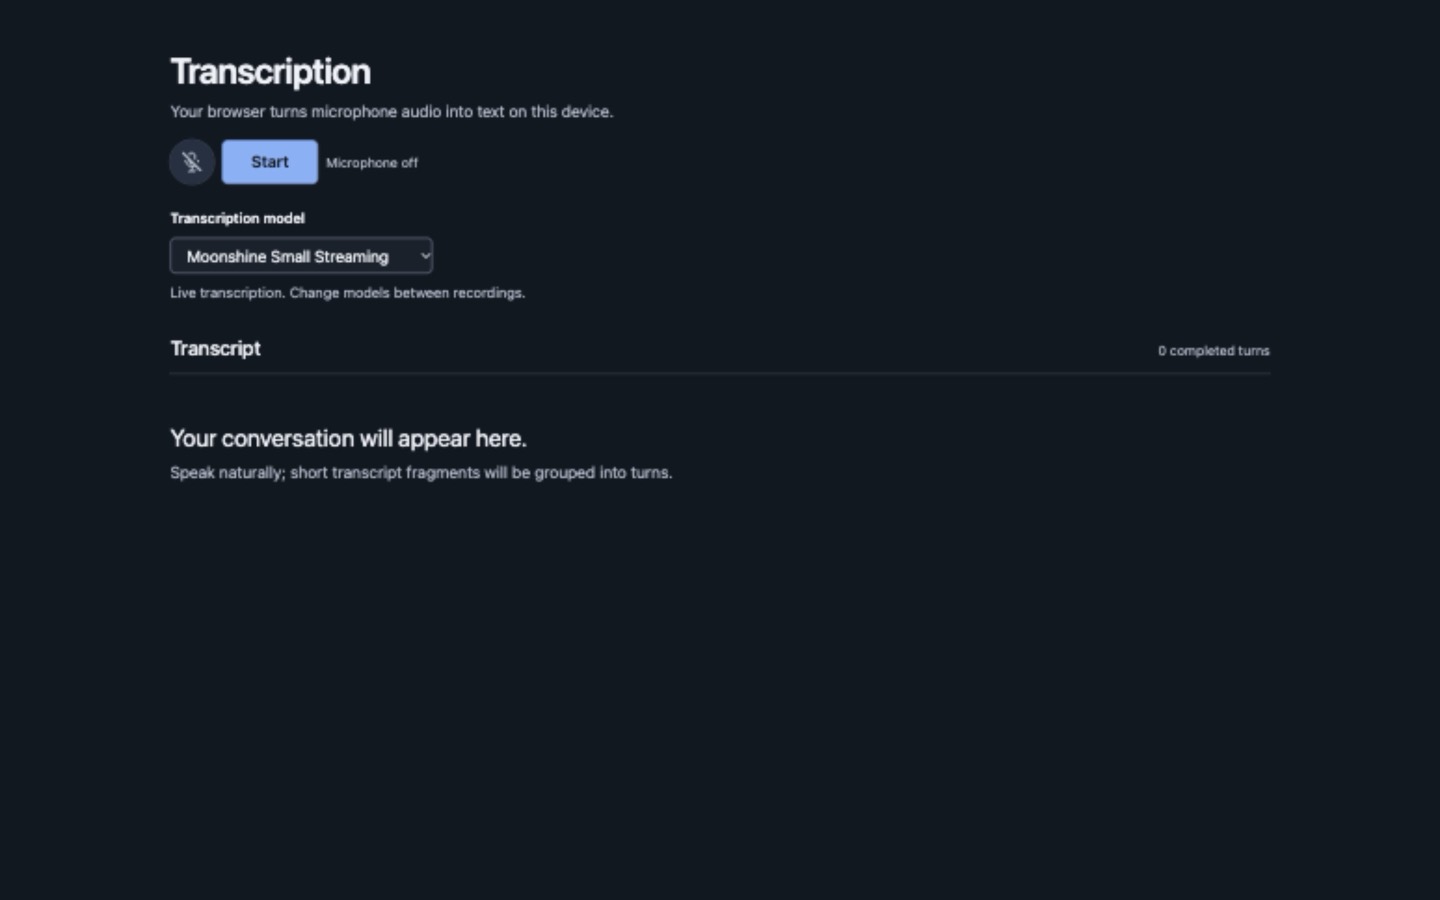 Transcription
Your browser turns microphone audio into text on this device.
Start
Microphone off
Transcription model
Moonshine Small Streaming
Live transcription. Change models between recordings.
Transcript
0 completed turns
Your conversation will appear here.
Speak naturally; short transcript fragments will be grouped into turns.